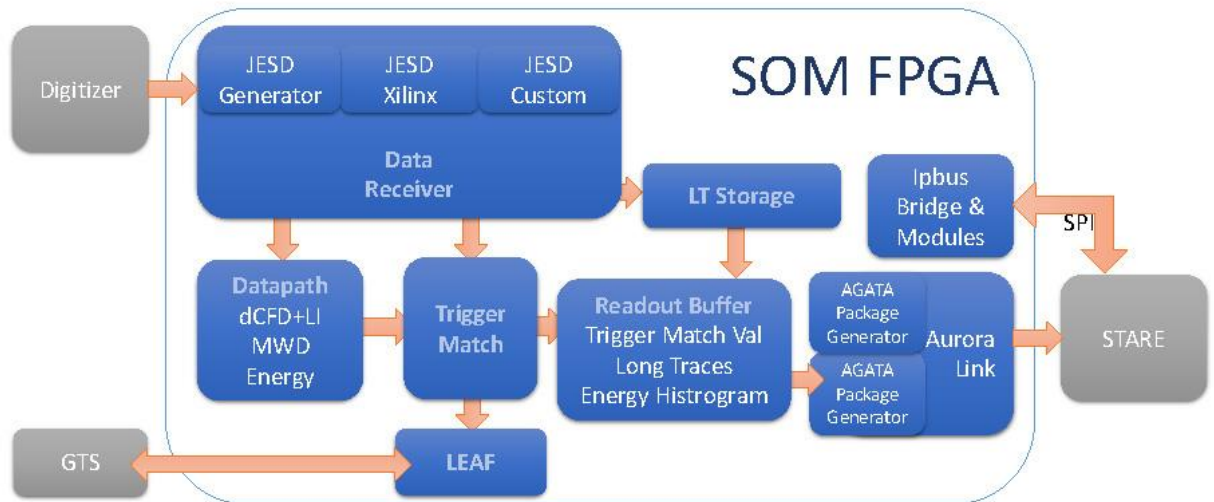 SOM FPGA
Digitizer
JESD
Generator
JESD
Xilinx
JESD
Custom
Data
Receiver
LT Storage
Ipbus
Bridge &
Modules
SPI
Datapath
dCFD+LI
MWD
Energy
Trigger
Match
Readout Buffer
Trigger Match Val
Long Traces
Energy Histrogram
AGATA
Package
Generator
AGATA
Package
Generator
Aurora
Link
STARE
GTS
LEAF